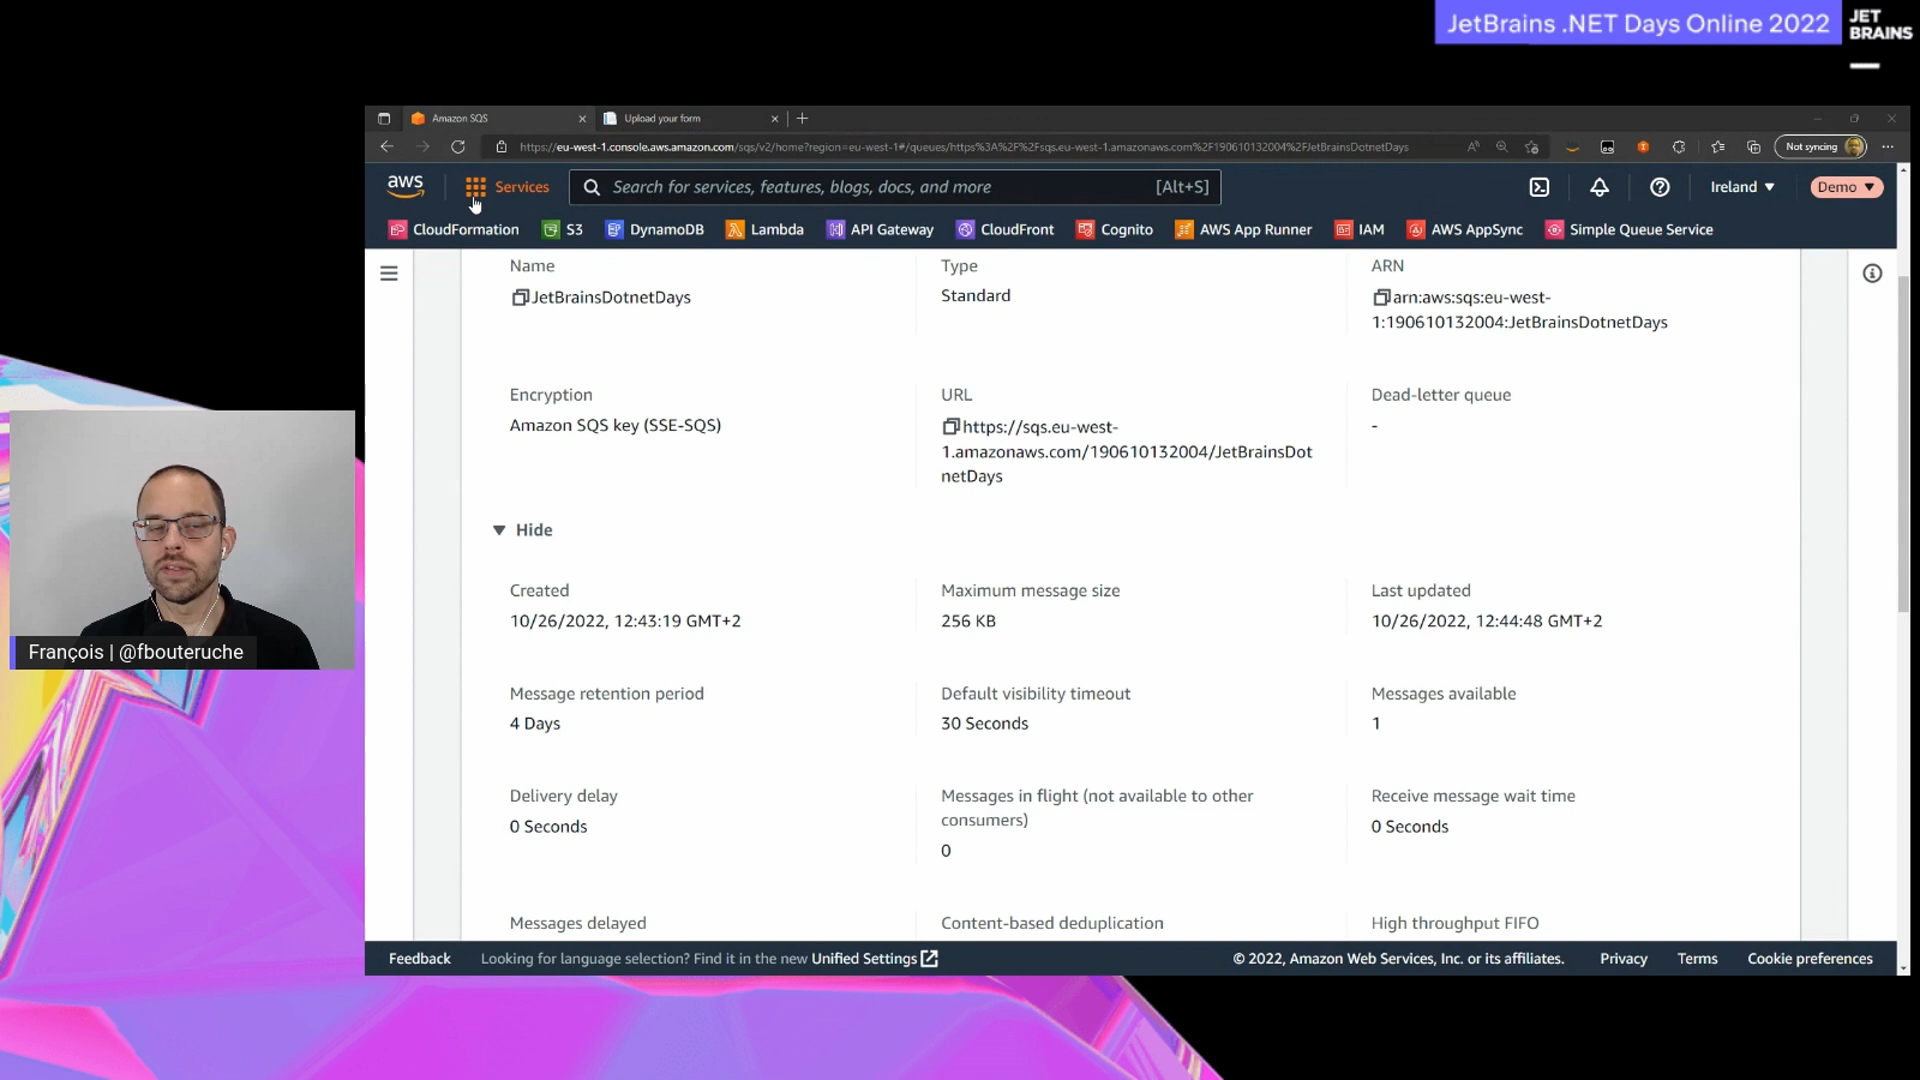 JetBrains .NET Days Online 2022
JET
BRAINS
Amazon SQS
Upload your form
https://eu-west-1.console.aws.amazon.com/sqs/v2/home?region=eu-west-1#/queues/https%3A%2F%2Fsqs.eu-west-1.amazonaws.com%2F190610132004%2FJetBrainsDotnetDays
Not syncing
aws
Services
Search for services, features, blogs, docs, and more
[Alt+S]
Ireland
Demo
CloudFormation
S3
DynamoDB
Lambda
API Gateway
CloudFront
Cognito
AWS App Runner
IAM
AWS AppSync
Simple Queue Service
Name
JetBrainsDotnetDays
Type
Standard
ARN
arn:aws:sqs:eu-west-
1:190610132004:JetBrainsDotnetDays
Encryption
Amazon SQS key (SSE-SQS)
URL
https://sqs.eu-west-
1.amazonaws.com/190610132004/JetBrainsDot
netDays
Dead-letter queue
-
Hide
Created
10/26/2022, 12:43:19 GMT+2
Maximum message size
256 KB
Last updated
10/26/2022, 12:44:48 GMT+2
Message retention period
4 Days
Default visibility timeout
30 Seconds
Messages available
1
Delivery delay
0 Seconds
Messages in flight (not available to other
consumers)
0
Receive message wait time
0 Seconds
Messages delayed
Content-based deduplication
High throughput FIFO
Feedback
Looking for language selection? Find it in the new Unified Settings
© 2022, Amazon Web Services, Inc. or its affiliates.
Privacy
Terms
Cookie preferences
François | @fbouteruche